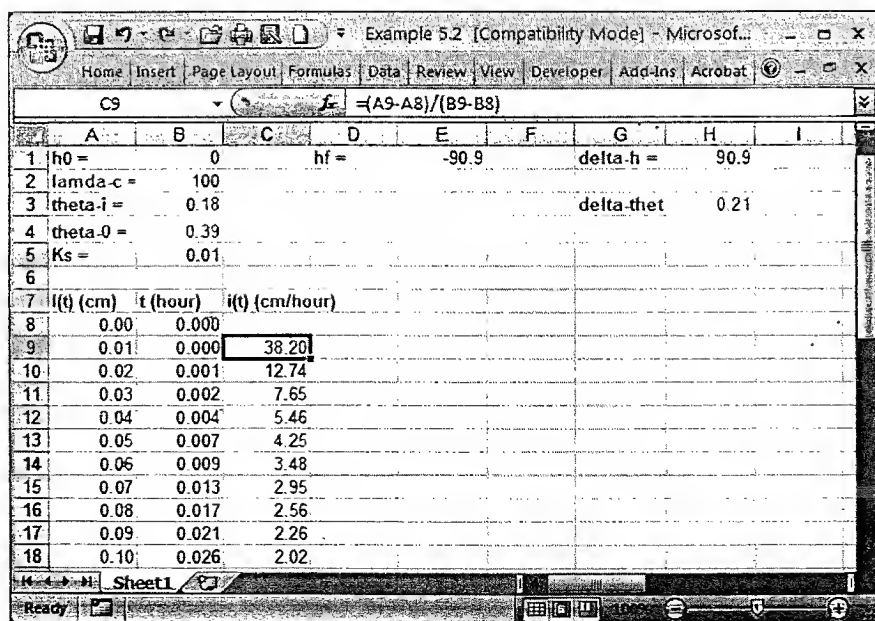 Example 5.2 [Compatibility Mode] - Microsof...
Home Insert Page Layout Formulas Data Review View Developer Add-Ins Acrobat
C9 fx =(A9-A8)/(B9-B8)
A B C D E F G H I
1 h0 = 0 hf = -90.9 delta-h = 90.9
2 lamda-c = 100
3 theta-i = 0.18 delta-thet 0.21
4 theta-0 = 0.39
5 Ks = 0.01
6
7 I(t) (cm) t (hour) i(t) (cm/hour)
8 0.00 0.000
9 0.01 0.000 38.20
10 0.02 0.001 12.74
11 0.03 0.002 7.65
12 0.04 0.004 5.46
13 0.05 0.007 4.25
14 0.06 0.009 3.48
15 0.07 0.013 2.95
16 0.08 0.017 2.56
17 0.09 0.021 2.26
18 0.10 0.026 2.02
Sheet1
Ready 100%